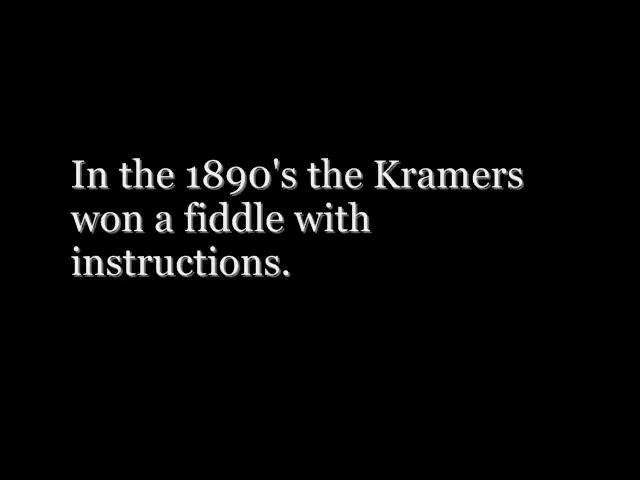 In the 1890's the Kramers
won a fiddle with
instructions.